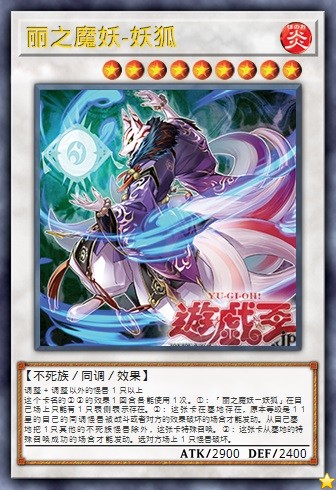 丽之魔妖-妖狐
炎
YU-GI-OH!
遊戯王
.jp
【不死族/同调/效果】
调整+调整以外的怪兽1只以上
这个卡名的②③的效果1回合各能使用1次。①:「丽之魔妖-妖狐」在自
己场上只能有1只表侧表示存在。②:这张卡在墓地存在,原本等级是11
星的自己的同调怪兽被战斗或者对方的效果破坏的场合才能发动。从自己墓
地把1只其他的不死族怪兽除外,这张卡特殊召唤。③:这张卡从墓地的特
殊召唤成功的场合才能发动。选对方场上1只怪兽破坏。
ATK/2900 DEF/2400